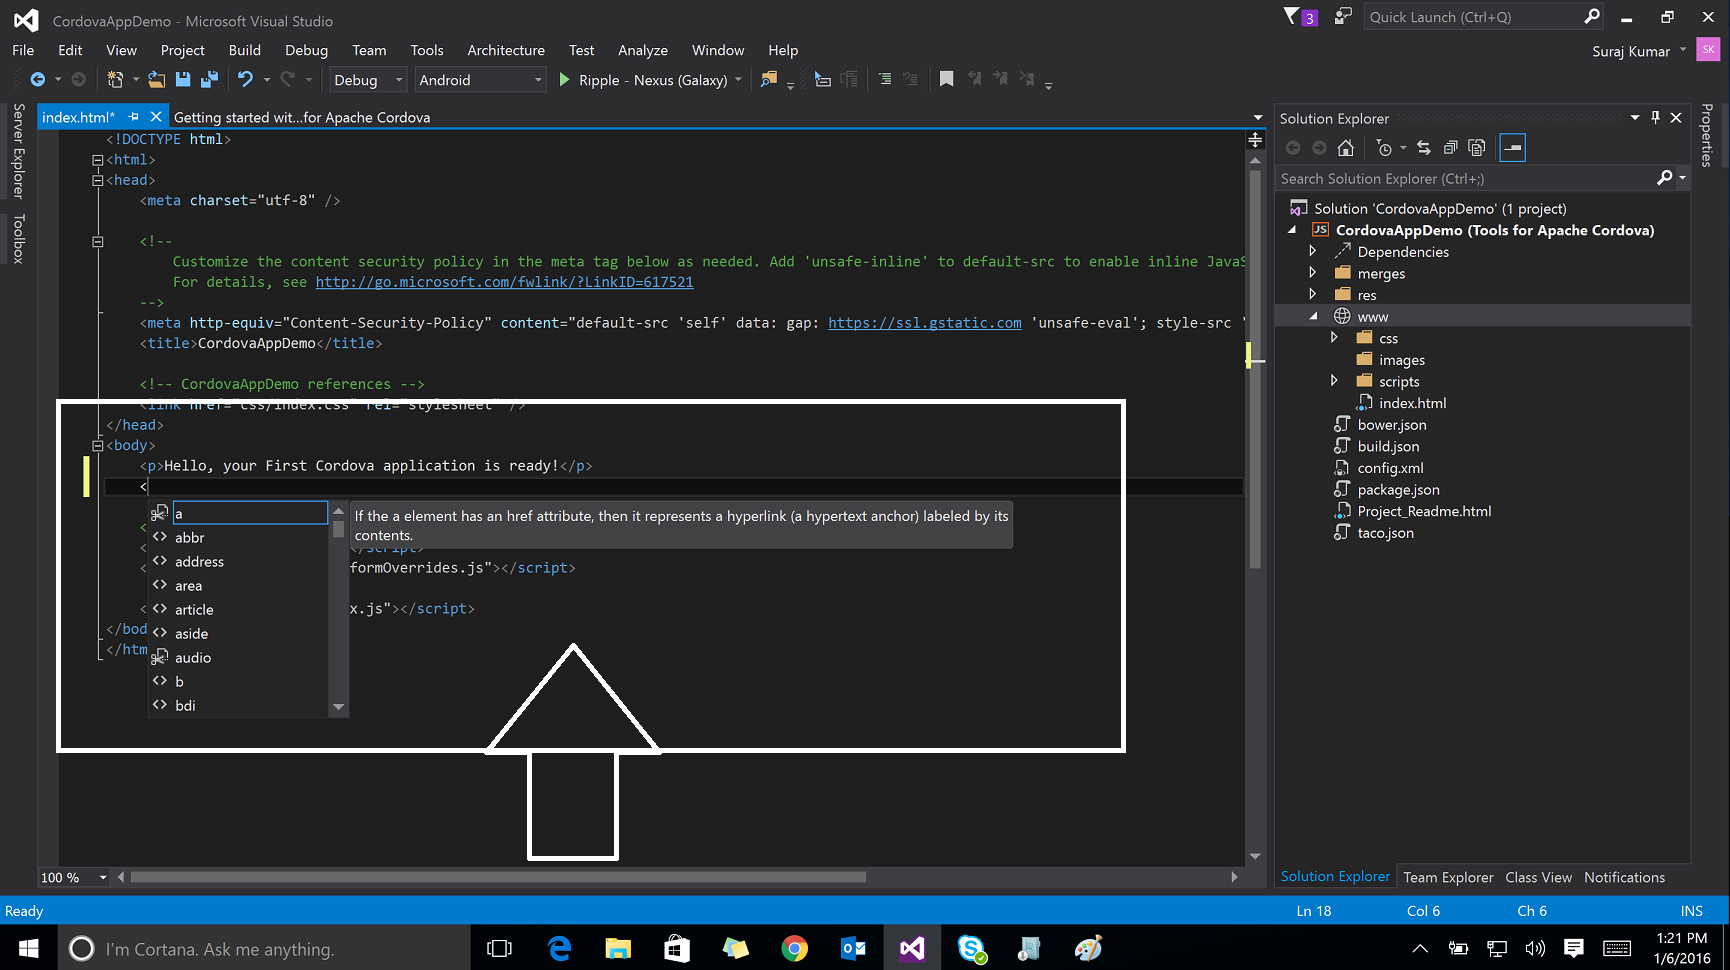 CordovaAppDemo - Microsoft Visual Studio
3
Quick Launch (Ctrl+Q)
File Edit View Project Build Debug Team Tools Architecture Test Analyze Window Help
Suraj Kumar
SK
Debug Android Ripple - Nexus (Galaxy)
Server Explorer
Toolbox
index.html* Getting started wit...for Apache Cordova
<!DOCTYPE html>
<html>
<head>
<meta charset="utf-8" />
<!--
Customize the content security policy in the meta tag below as needed. Add 'unsafe-inline' to default-src to enable inline JavaS
For details, see http://go.microsoft.com/fwlink/?LinkID=617521
-->
<meta http-equiv="Content-Security-Policy" content="default-src 'self' data: gap: https://ssl.gstatic.com 'unsafe-eval'; style-src '
<title>CordovaAppDemo</title>
<!-- CordovaAppDemo references -->
<link href="css/index.css" rel="stylesheet" />
</head>
<body>
<p>Hello, your First Cordova application is ready!</p>
<
a
abbr
address
area
article
aside
audio
b
bdi
If the a element has an href attribute, then it represents a hyperlink (a hypertext anchor) labeled by its
contents.
<
< </script>
< formOverrides.js"></script>
< x.js"></script>
</bod
</htm
100 %
Solution Explorer
Search Solution Explorer (Ctrl+;)
Solution 'CordovaAppDemo' (1 project)
JS CordovaAppDemo (Tools for Apache Cordova)
Dependencies
merges
res
www
css
images
scripts
index.html
bower.json
build.json
config.xml
package.json
Project_Readme.html
taco.json
Solution Explorer Team Explorer Class View Notifications
Properties
Ready Ln 18 Col 6 Ch 6 INS
I'm Cortana. Ask me anything.
1:21 PM
1/6/2016